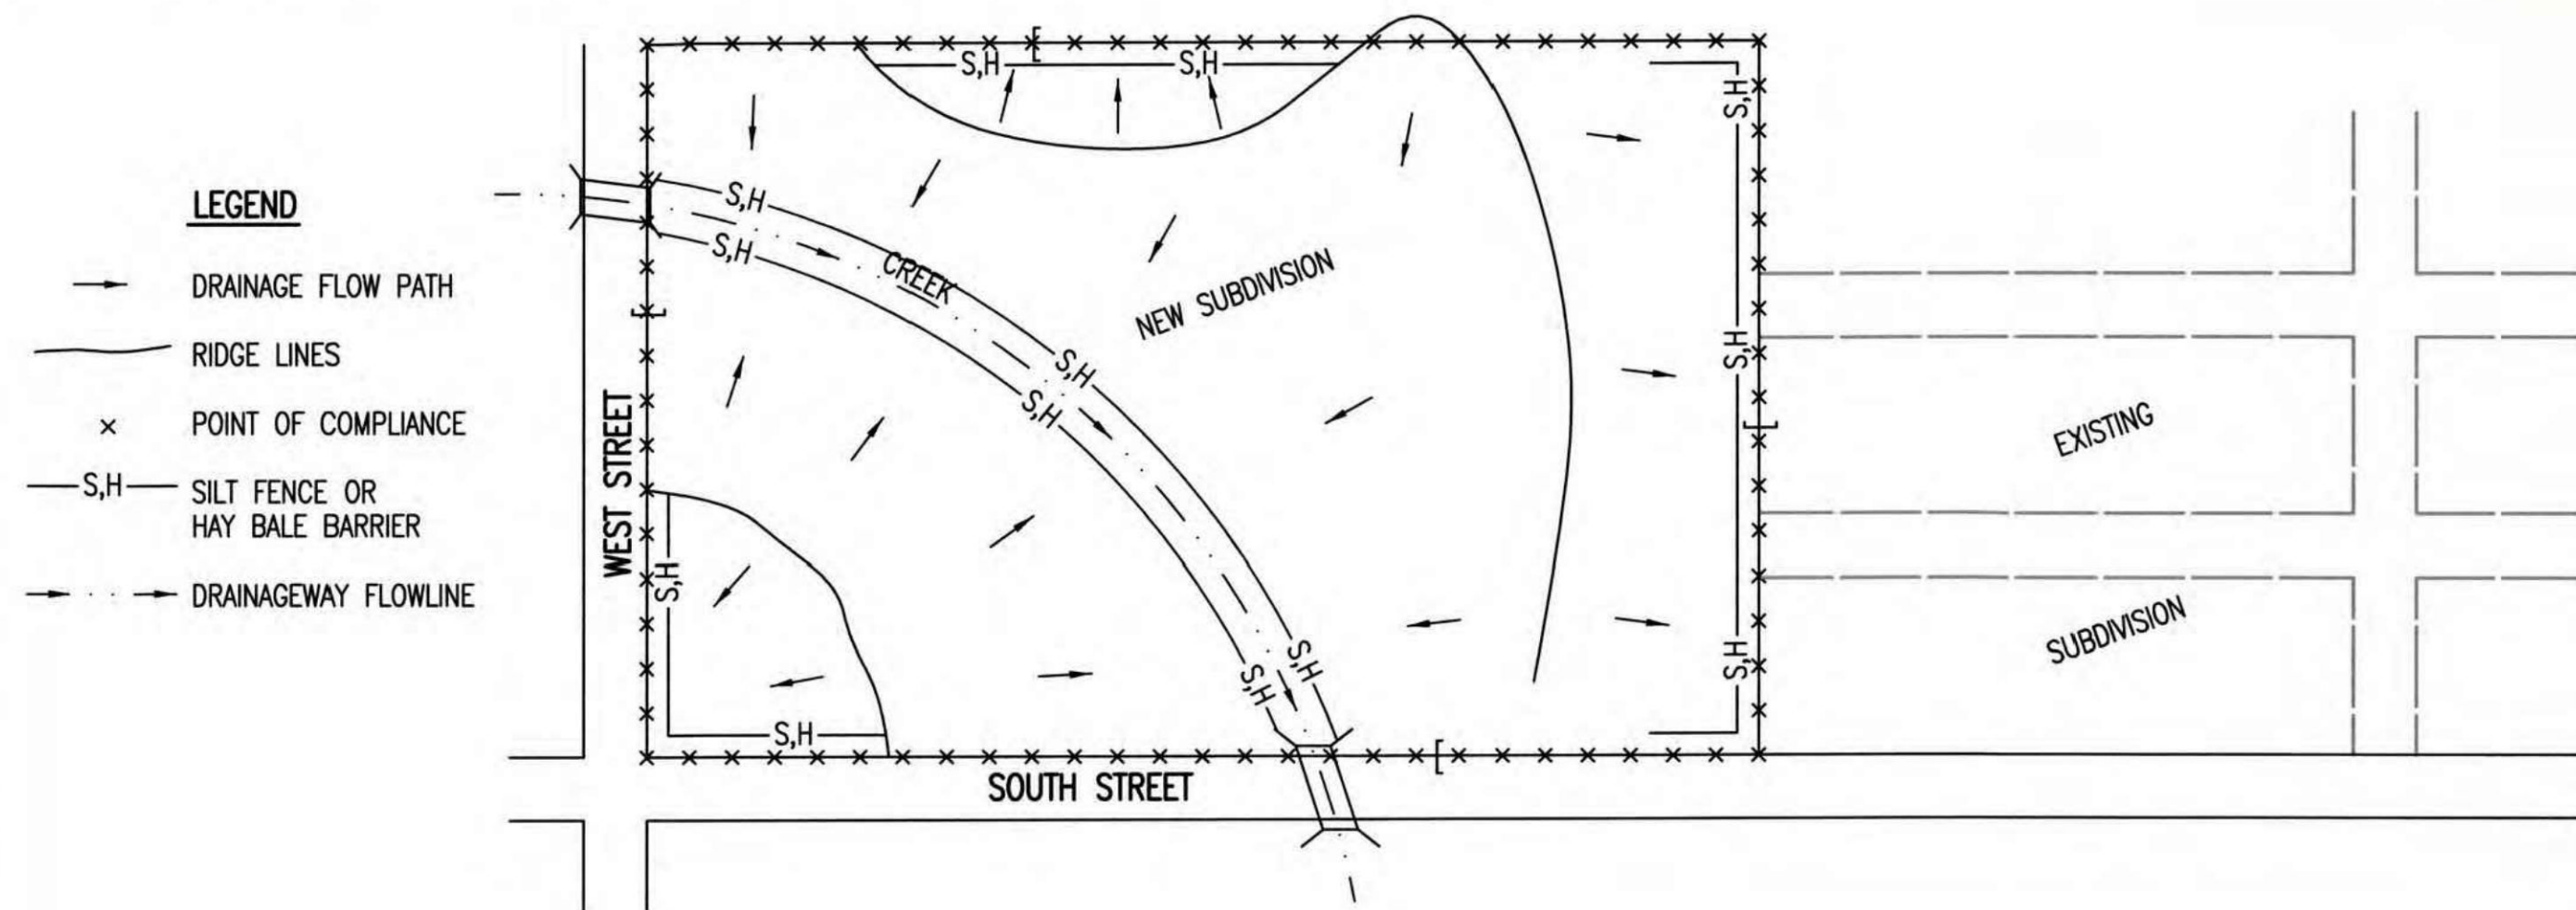 LEGEND
DRAINAGE FLOW PATH
RIDGE LINES
POINT OF COMPLIANCE
S,H
SILT FENCE OR
HAY BALE BARRIER
DRAINAGEWAY FLOWLINE
S,H
S,H
S,H
S,H
S,H
CREEK
NEW SUBDIVISION
S,H
S,H
S,H
WEST STREET
EXISTING
S,H
SUBDIVISION
S,H
S,H
S,H
S,H
SOUTH STREET